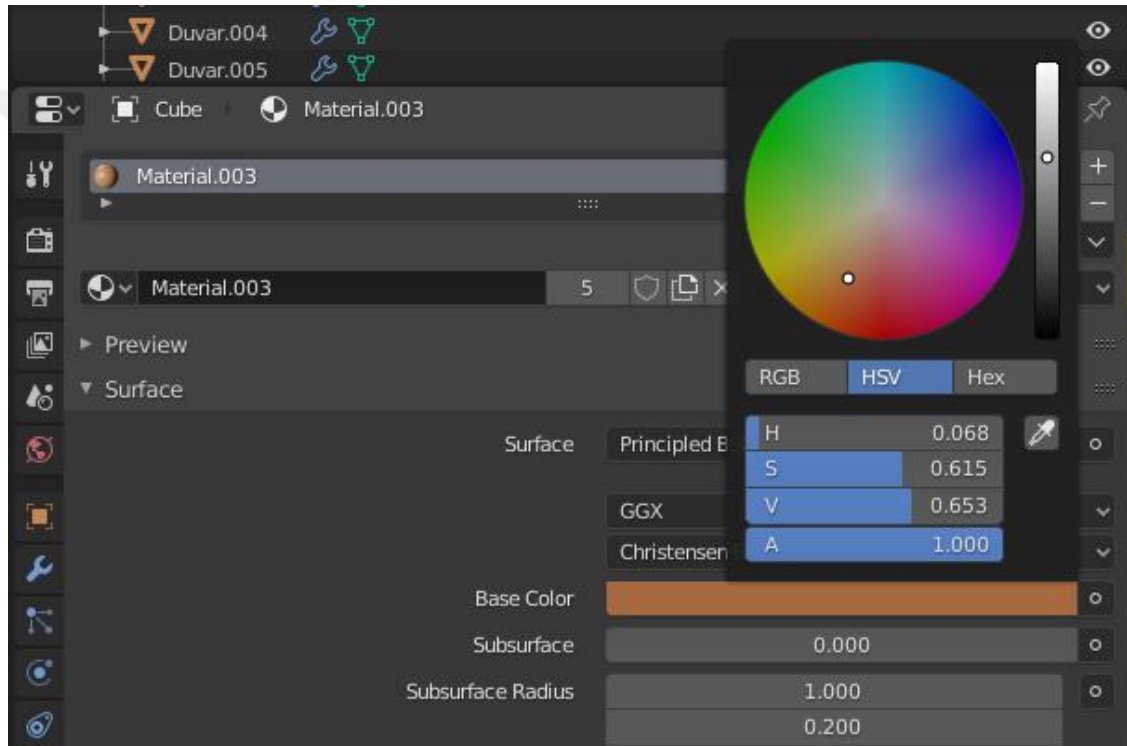 Duvar.004
Duvar.005
Cube Material.003
Material.003
Material.003 5
Preview
Surface
RGB HSV Hex
Surface Principled B
H 0.068
S 0.615
GGX
V 0.653
Christensen
A 1.000
Base Color
Subsurface 0.000
Subsurface Radius 1.000
0.200